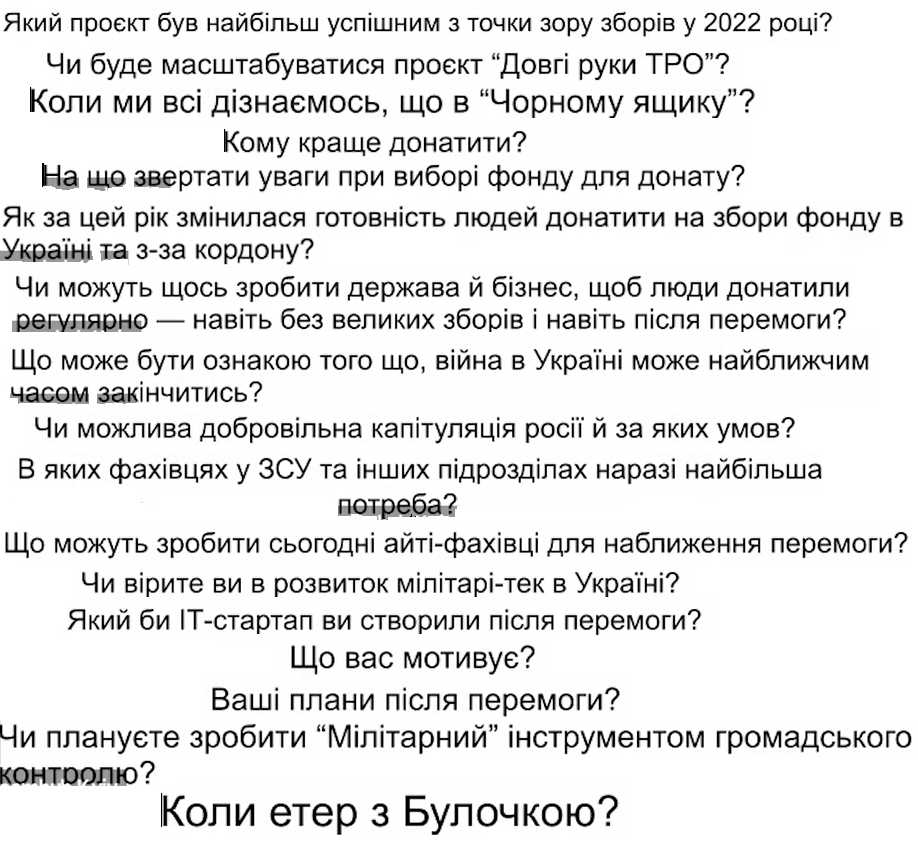 Який проєкт був найбільш успішним з точки зору зборів у 2022 році?
Чи буде масштабуватися проєкт “Довгі руки ТРО”?
Коли ми всі дізнаємось, що в “Чорному ящику”?
Кому краще донатити?
На що звертати уваги при виборі фонду для донату?
Як за цей рік змінилася готовність людей донатити на збори фонду в
Україні та з-за кордону?
Чи можуть щось зробити держава й бізнес, щоб люди донатили
регулярно — навіть без великих зборів і навіть після перемоги?
Що може бути ознакою того що, війна в Україні може найближчим
часом закінчитись?
Чи можлива добровільна капітуляція росії й за яких умов?
В яких фахівцях у ЗСУ та інших підрозділах наразі найбільша
потреба?
Що можуть зробити сьогодні айті-фахівці для наближення перемоги?
Чи вірите ви в розвиток мілітарі-тек в Україні?
Який би ІТ-стартап ви створили після перемоги?
Що вас мотивує?
Ваші плани після перемоги?
Чи плануєте зробити “Мілітарний” інструментом громадського
контролю?
Коли етер з Булочкою?